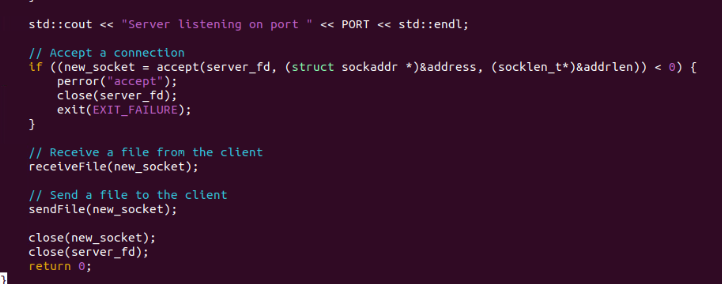 std::cout << "Server listening on port " << PORT << std::endl;
// Accept a connection
if ((new_socket = accept(server_fd, (struct sockaddr *)&address, (socklen_t*)&addrlen)) < 0) {
perror("accept");
close(server_fd);
exit(EXIT_FAILURE);
}
// Receive a file from the client
receiveFile(new_socket);
// Send a file to the client
sendFile(new_socket);
close(new_socket);
close(server_fd);
return 0;
}